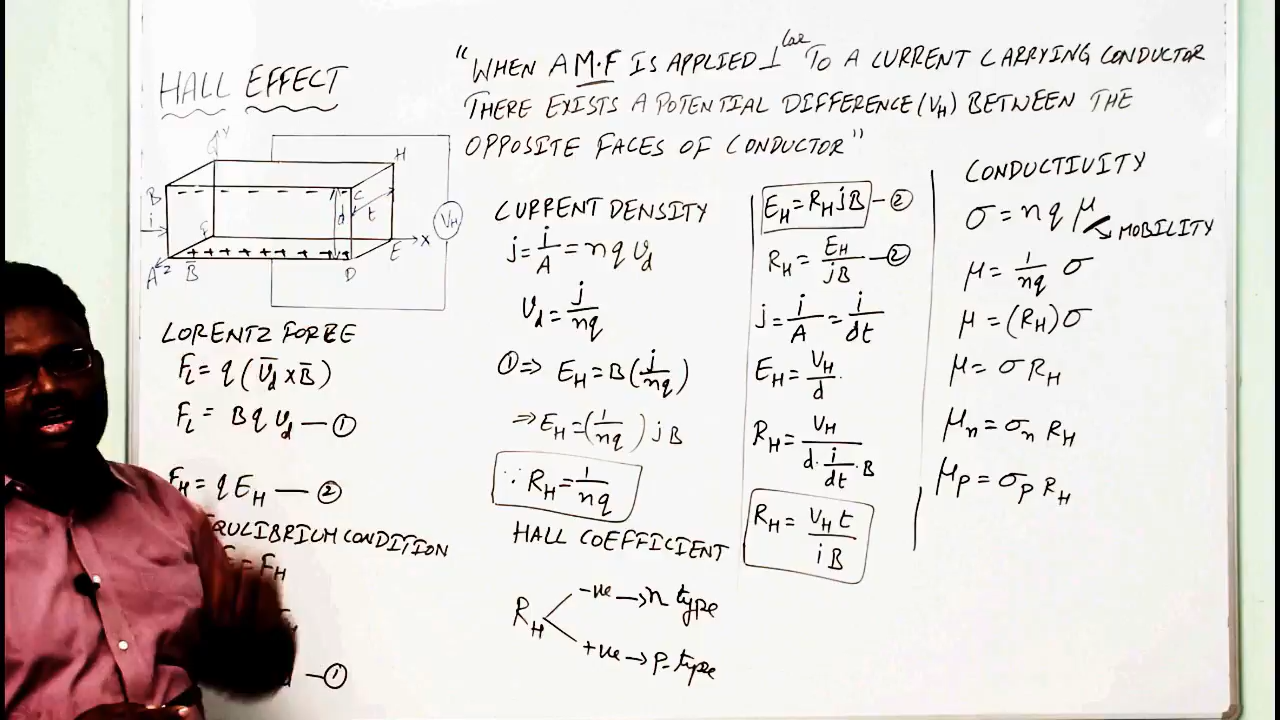 HALL EFFECT
"WHEN A M.F IS APPLIED ⊥lar TO A CURRENT CARRYING CONDUCTOR
THERE EXISTS A POTENTIAL DIFFERENCE (VH) BETWEEN THE
OPPOSITE FACES OF CONDUCTOR"
Y
H
B
- - - - - - - -
C
d
t
i
VH
X
E
A
Z
B̅
+ + + + + + + + +
D
LORENTZ FORCE
FL = q (V̅d × B̅)
FL = B q Vd — ①
FH = q EH — ②
EQULIBRIUM CONDITION
= FH
— ①
CURRENT DENSITY
j = i/A = n q Vd
Vd = j/nq
① ⇒ EH = B (j/nq)
⇒ EH = (1/nq) j B
∵ RH = 1/nq
HALL COEFFICIENT
RH
-ve → n type
+ve → p-type
EH = RH j B — ②
RH = EH/jB — ②
j = i/A = i/dt
EH = VH/d .
RH = VH/(d · i/dt · B)
RH = VH t/i B
CONDUCTIVITY
σ = n q μ
MOBILITY
μ = 1/nq σ
μ = (RH) σ
μ = σ RH
μn = σn RH
μp = σp RH